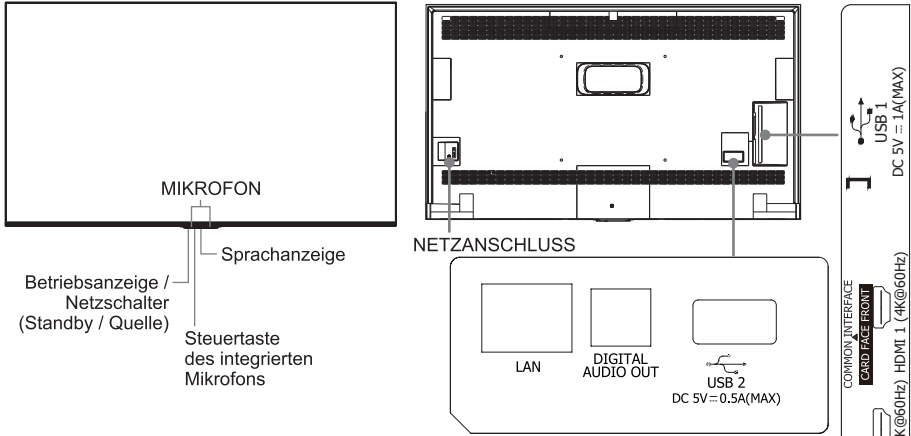 MIKROFON
Sprachanzeige
Betriebsanzeige /
Netzschalter
(Standby / Quelle)
Steuertaste
des integrierten
Mikrofons
NETZANSCHLUSS
LAN
DIGITAL
AUDIO OUT
USB 2
DC 5V⎓0.5A(MAX)
USB 1
DC 5V ⎓ 1A(MAX)
COMMON INTERFACE
CARD FACE FRONT
HDMI 1 (4K@60Hz)
K@60Hz)